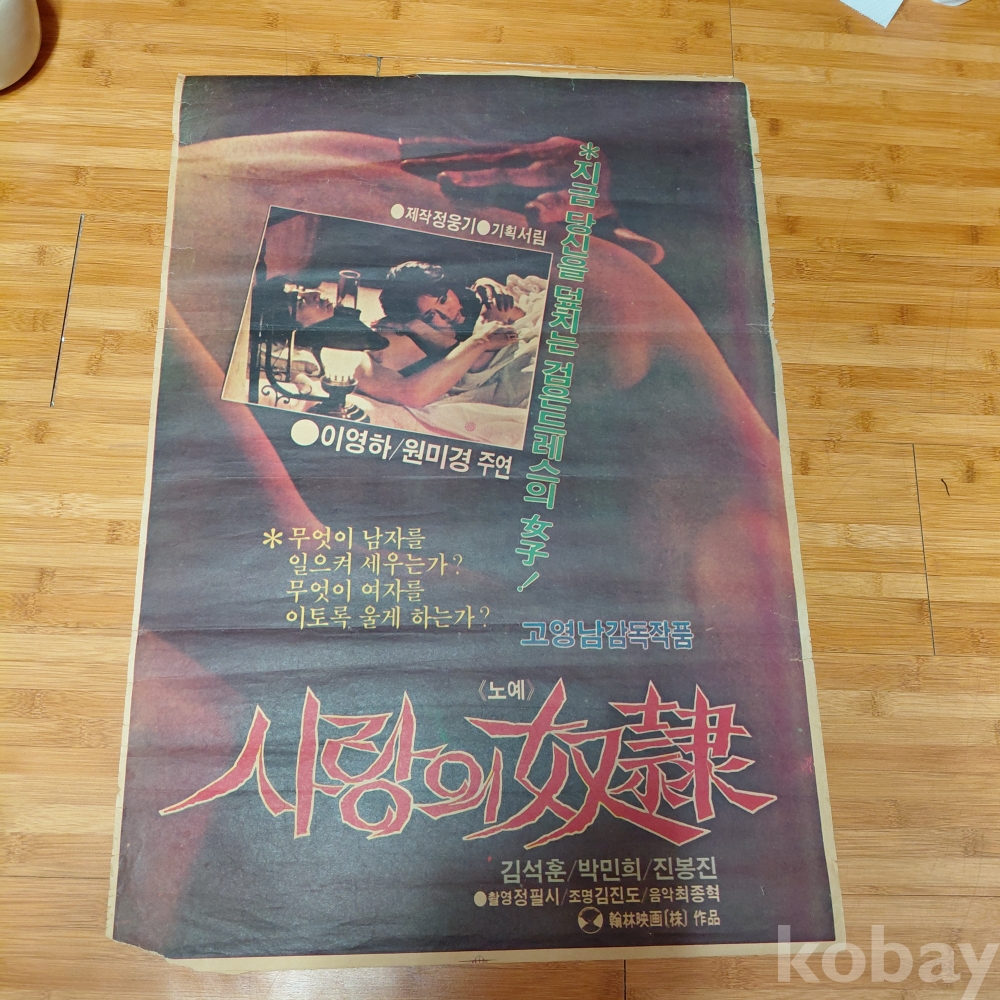 ●제작정웅기●기획서림
*지금 당신을 덮치는 검은드레스의 女子!
●이영하/원미경 주연
*무엇이 남자를
일으켜 세우는가?
무엇이 여자를
이토록 울게 하는가?
고영남감독작품
《노예》
사랑의 奴隷
김석훈/박민희/진봉진
●촬영정필시/조명김진도/음악최종혁
翰林映画(株) 作品
kobay